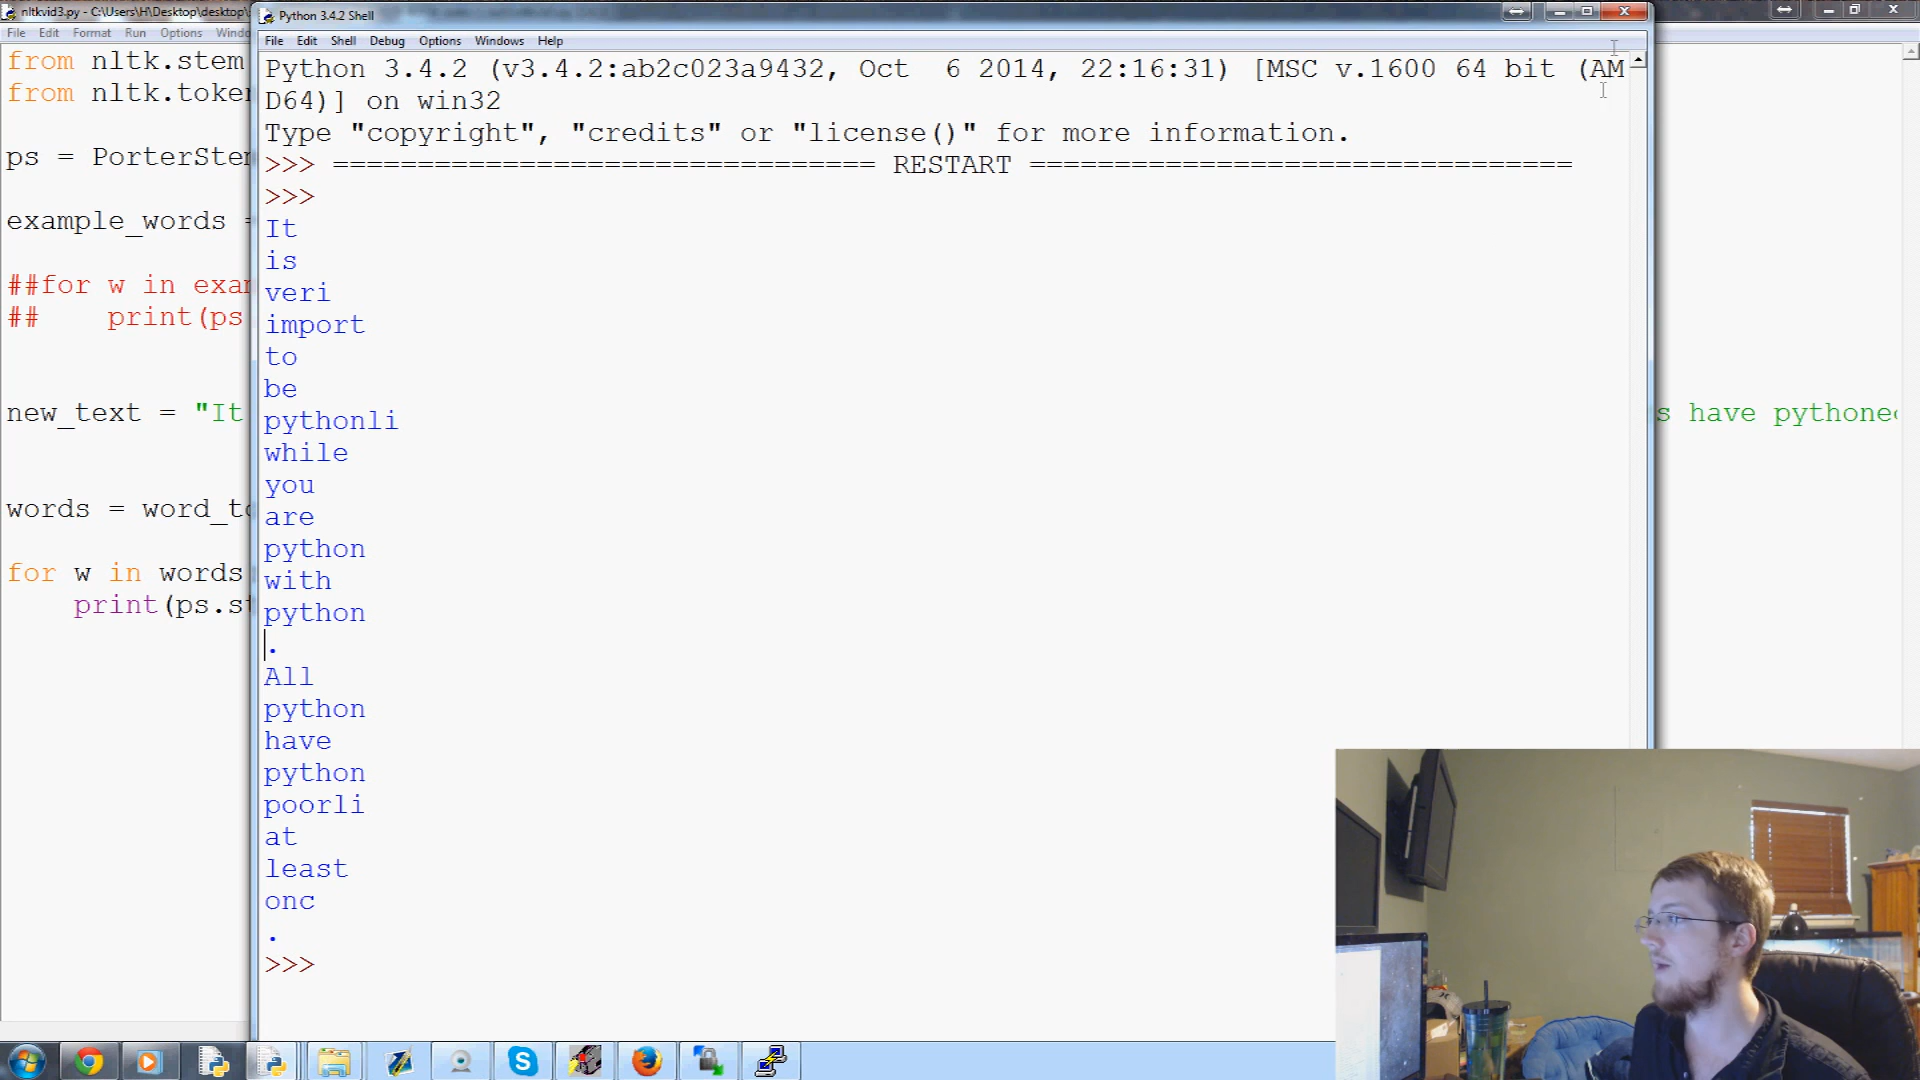 nltkvid3.py - C:\Users\H\Desktop\desktop\
File Edit Format Run Options
from nltk.stem
from nltk.token
ps = PorterStem
example_words =
##for w in exam
##    print(ps
new_text = "It
s have pythone
words = word_to
for w in words
print(ps.st
Python 3.4.2 Shell
File Edit Shell Debug Options Windows Help
Python 3.4.2 (v3.4.2:ab2c023a9432, Oct  6 2014, 22:16:31) [MSC v.1600 64 bit (AM
D64)] on win32
Type "copyright", "credits" or "license()" for more information.
>>> ================================ RESTART ================================
>>>
It
is
veri
import
to
be
pythonli
while
you
are
python
with
python
.
All
python
have
python
poorli
at
least
onc
.
>>>